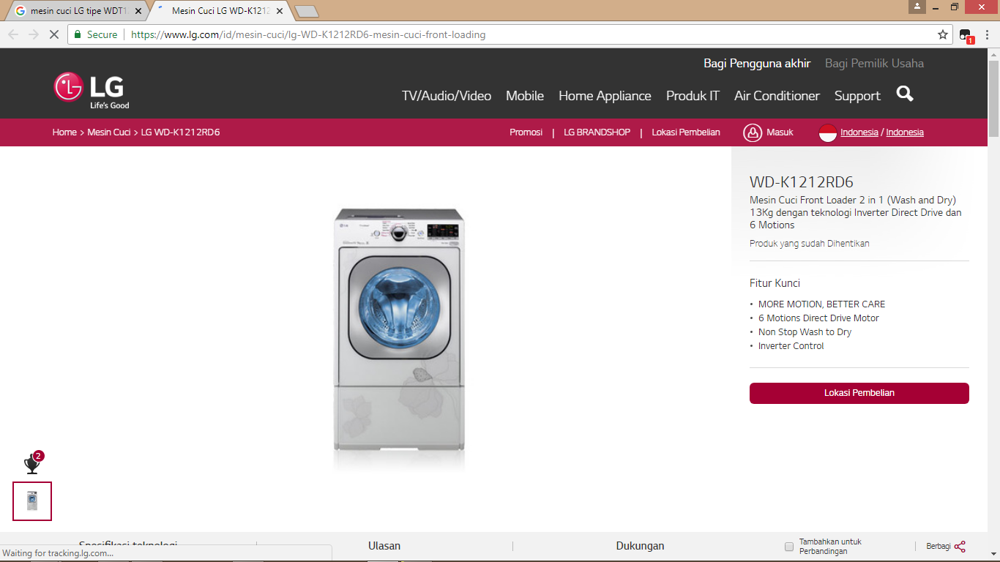 mesin cuci LG tipe WDT1
Mesin Cuci LG WD-K1212
Secure
https://www.lg.com/id/mesin-cuci/lg-WD-K1212RD6-mesin-cuci-front-loading
1
Bagi Pengguna akhir
Bagi Pemilik Usaha
LG
Life's Good
TV/Audio/Video
Mobile
Home Appliance
Produk IT
Air Conditioner
Support
Home > Mesin Cuci > LG WD-K1212RD6
Promosi | LG BRANDSHOP | Lokasi Pembelian
Masuk
Indonesia / Indonesia
WD-K1212RD6
Mesin Cuci Front Loader 2 in 1 (Wash and Dry)
13Kg dengan teknologi Inverter Direct Drive dan
6 Motions
Produk yang sudah Dihentikan
Fitur Kunci
• MORE MOTION, BETTER CARE
• 6 Motions Direct Drive Motor
• Non Stop Wash to Dry
• Inverter Control
Lokasi Pembelian
2
Spesifikasi teknologi
Ulasan
Dukungan
Tambahkan untuk
Perbandingan
Berbagi
Waiting for tracking.lg.com...